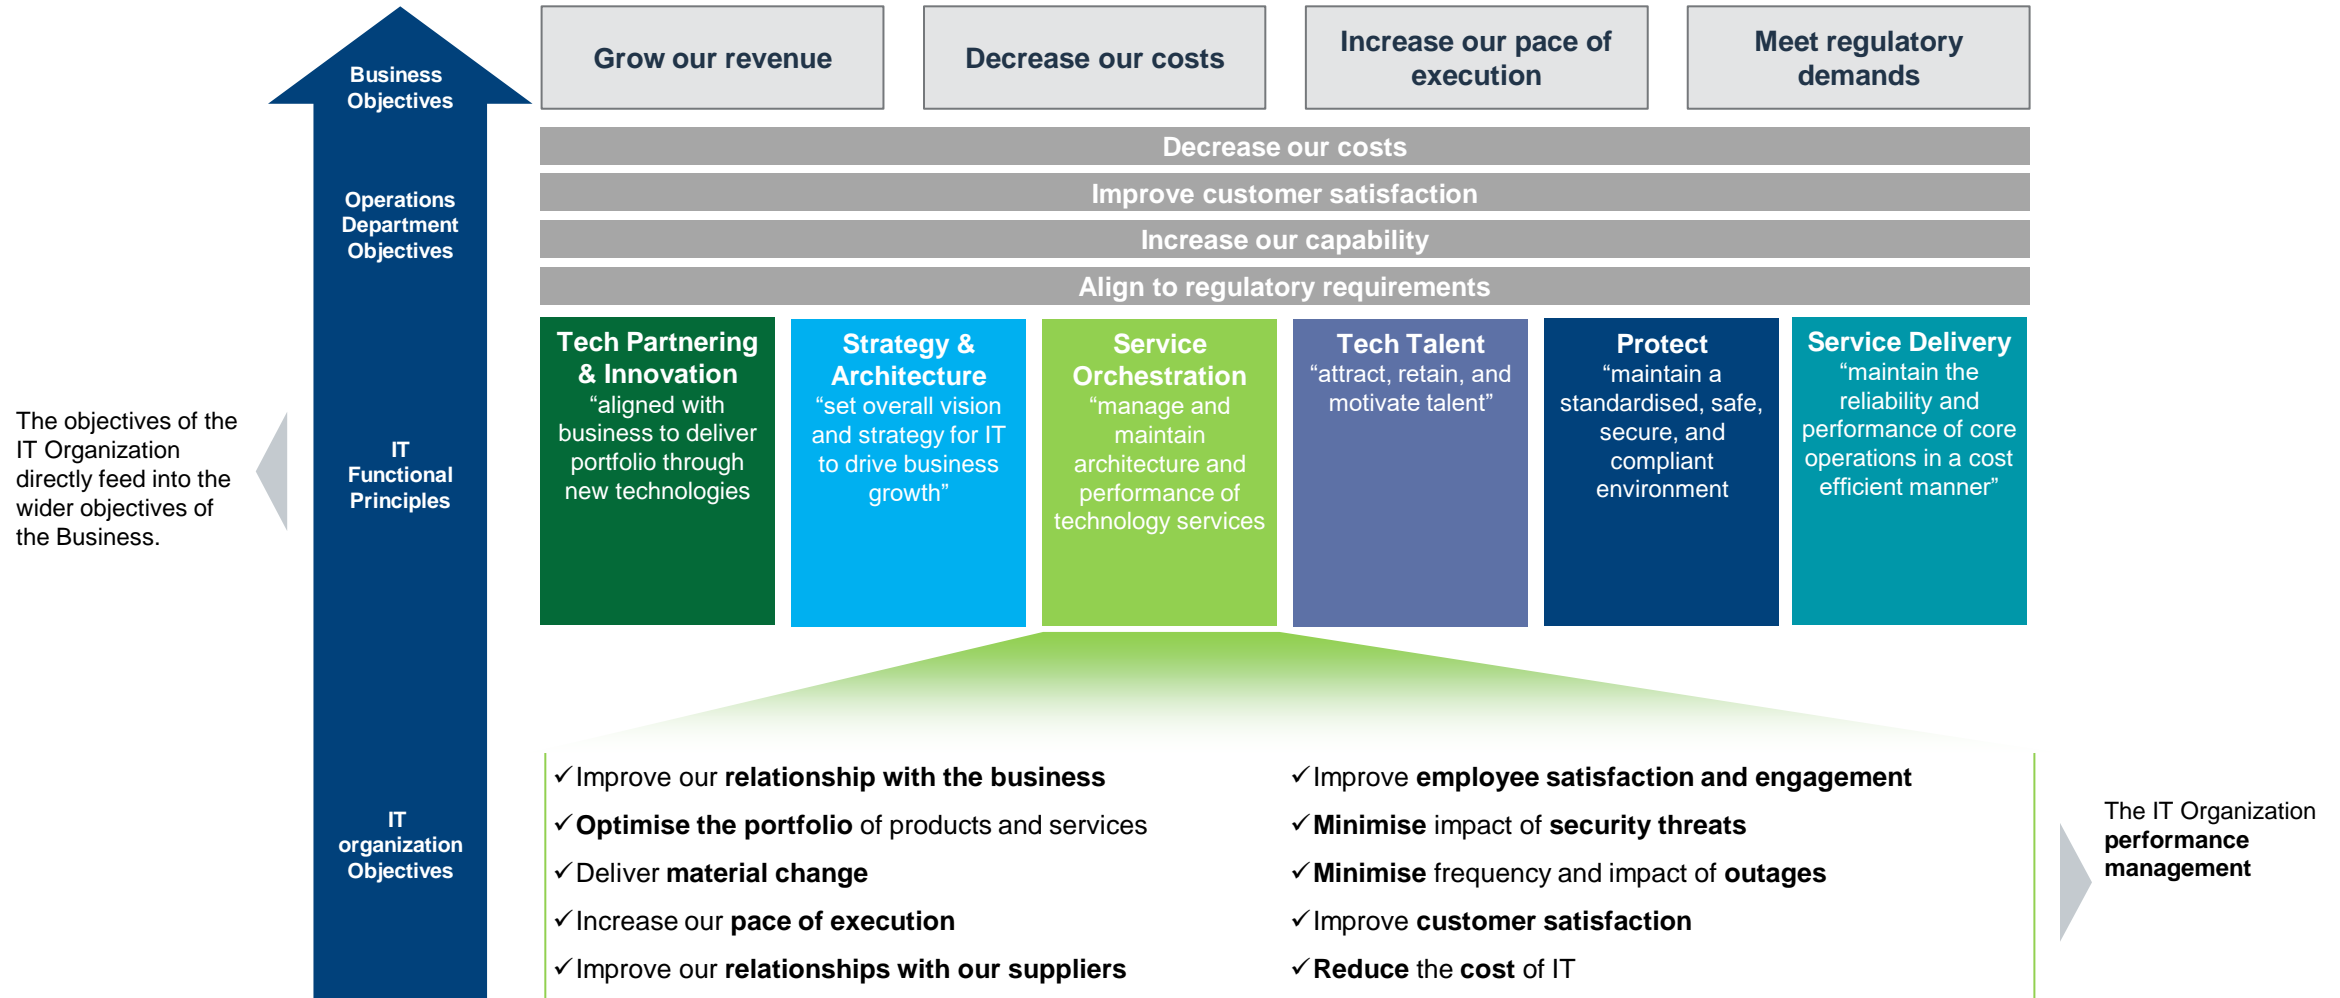 Business
Objectives
Grow our revenue
Decrease our costs
Increase our pace of
execution
Meet regulatory
demands
Operations
Department
Objectives
Decrease our costs
Improve customer satisfaction
Increase our capability
Align to regulatory requirements
The objectives of the
IT Organization
directly feed into the
wider objectives of
the Business.
IT
Functional
Principles
Tech Partnering
& Innovation
“aligned with
business to deliver
portfolio through
new technologies
Strategy &
Architecture
“set overall vision
and strategy for IT
to drive business
growth”
Service
Orchestration
“manage and
maintain
architecture and
performance of
technology services
Tech Talent
“attract, retain, and
motivate talent”
Protect
“maintain a
standardised, safe,
secure, and
compliant
environment
Service Delivery
“maintain the
reliability and
performance of core
operations in a cost
efficient manner”
IT
organization
Objectives
✓Improve our relationship with the business
✓Optimise the portfolio of products and services
✓Deliver material change
✓Increase our pace of execution
✓Improve our relationships with our suppliers
✓Improve employee satisfaction and engagement
✓Minimise impact of security threats
✓Minimise frequency and impact of outages
✓Improve customer satisfaction
✓Reduce the cost of IT
The IT Organization
performance
management